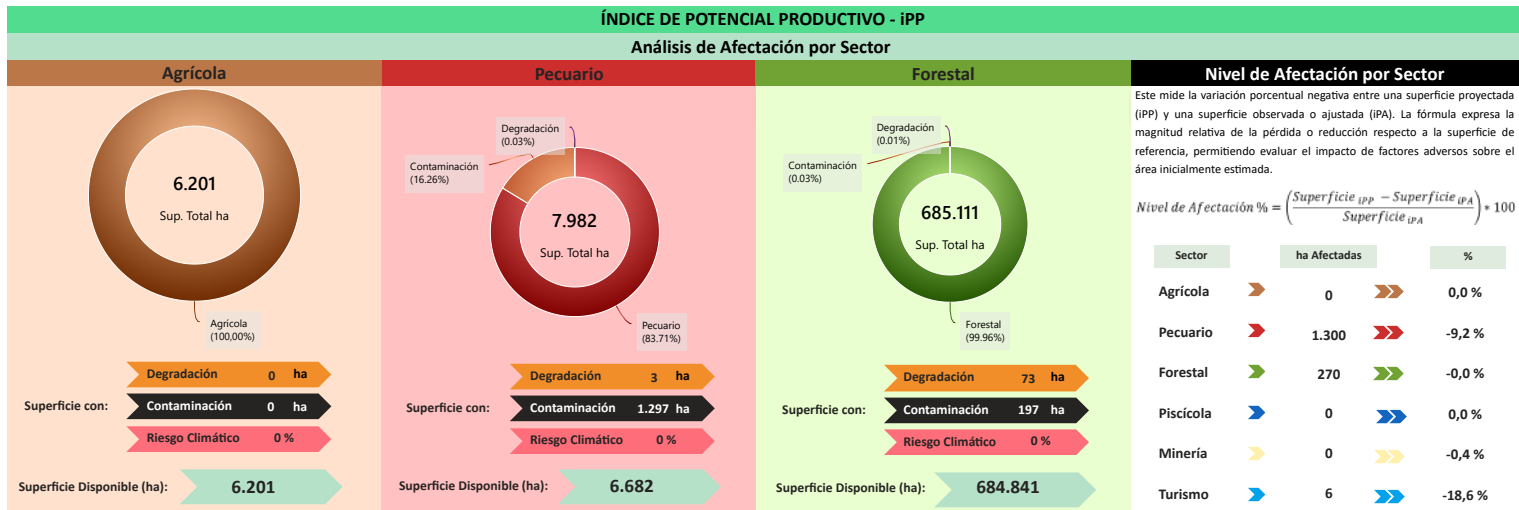 ÍNDICE DE POTENCIAL PRODUCTIVO - iPP
Análisis de Afectación por Sector
Agrícola
6.201
Sup. Total ha
Agrícola
(100,00%)
Superficie con:
Degradación 0 ha
Contaminación 0 ha
Riesgo Climático 0 %
Superficie Disponible (ha): 6.201
Pecuario
Degradación
(0.03%)
Contaminación
(16.26%)
7.982
Sup. Total ha
Pecuario
(83.71%)
Superficie con:
Degradación 3 ha
Contaminación 1.297 ha
Riesgo Climático 0 %
Superficie Disponible (ha): 6.682
Forestal
Degradación
(0.01%)
Contaminación
(0.03%)
685.111
Sup. Total ha
Forestal
(99.96%)
Superficie con:
Degradación 73 ha
Contaminación 197 ha
Riesgo Climático 0 %
Superficie Disponible (ha): 684.841
Nivel de Afectación por Sector
Este mide la variación porcentual negativa entre una superficie proyectada
(iPP) y una superficie observada o ajustada (iPA). La fórmula expresa la
magnitud relativa de la pérdida o reducción respecto a la superficie de
referencia, permitiendo evaluar el impacto de factores adversos sobre el
área inicialmente estimada.
Nivel de Afectación % = (Superficie iPP − Superficie iPA / Superficie iPA) * 100
Sector ha Afectadas %
Agrícola 0 0,0 %
Pecuario 1.300 -9,2 %
Forestal 270 -0,0 %
Piscícola 0 0,0 %
Minería 0 -0,4 %
Turismo 6 -18,6 %